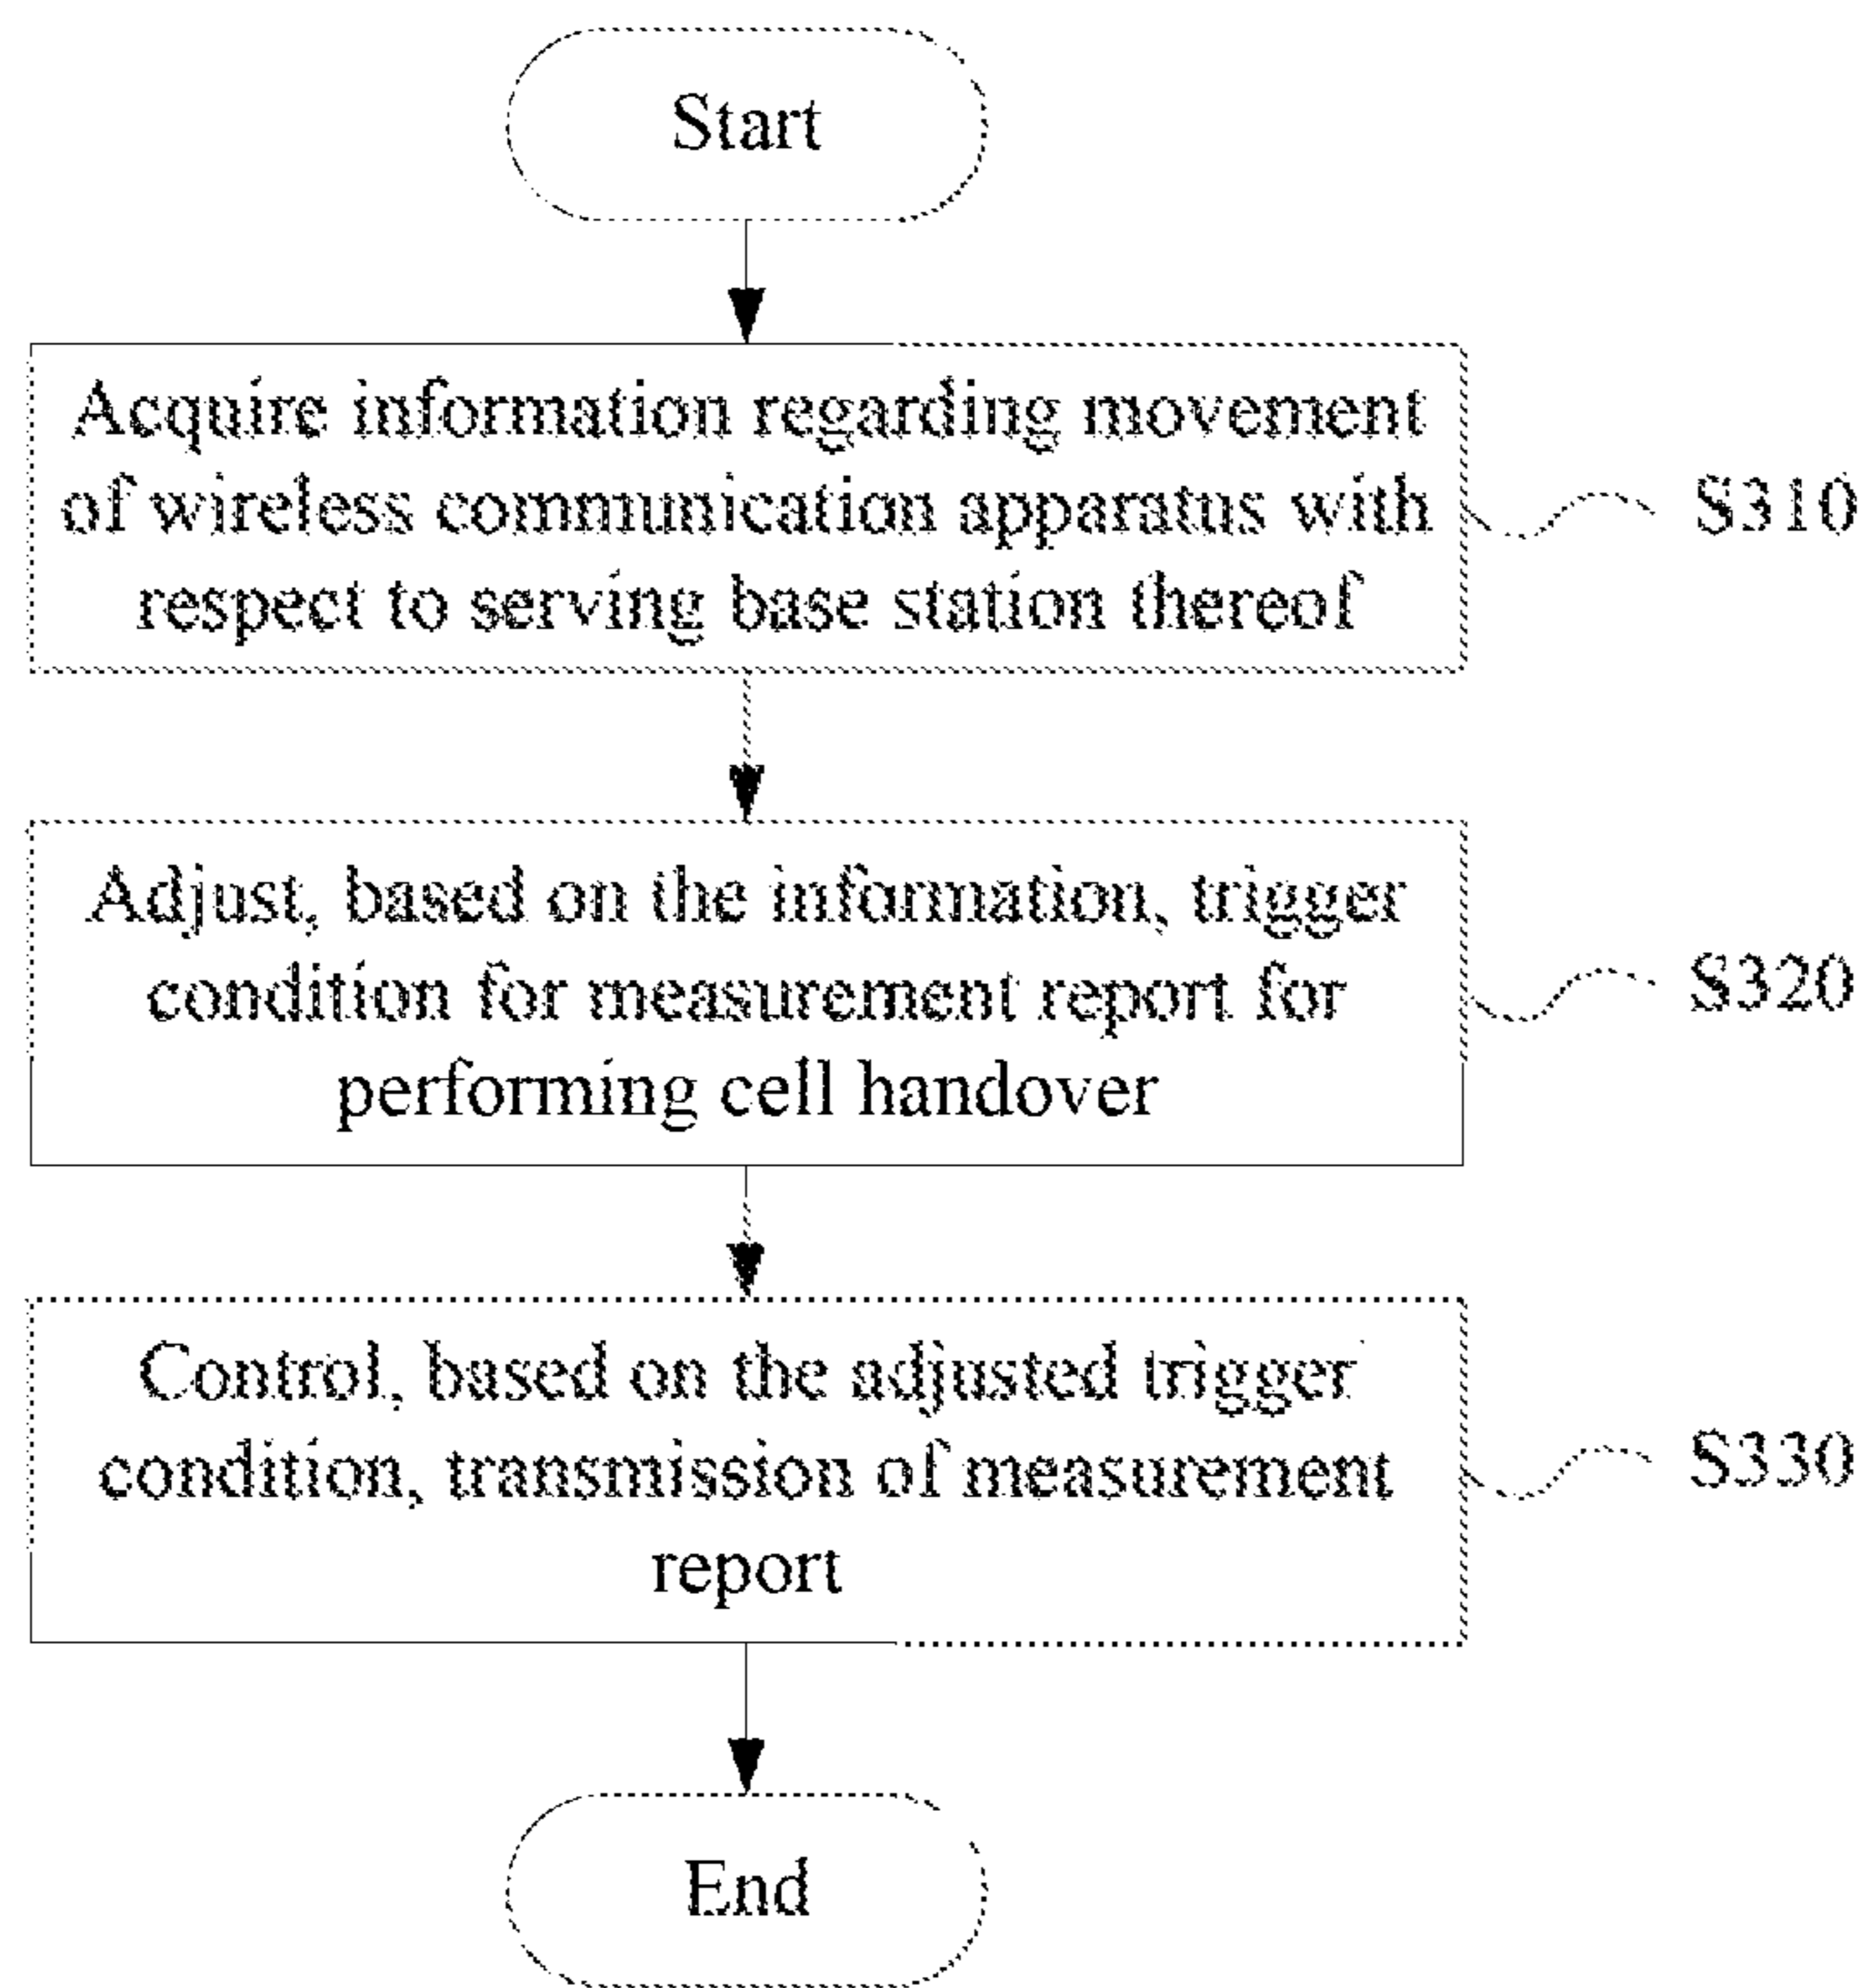 Start
Acquire information regarding movement
of wireless communication apparatus with
respect to serving base station thereof
S310
Adjust, based on the information, trigger
condition for measurement report for
performing cell handover
S320
Control, based on the adjusted trigger
condition, transmission of measurement
report
S330
End